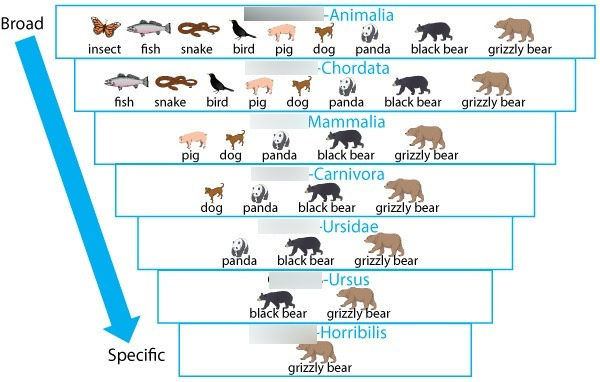 Broad
-Animalia
insect fish snake bird pig dog panda black bear grizzly bear
-Chordata
fish snake bird pig dog panda black bear grizzly bear
Mammalia
pig dog panda black bear grizzly bear
-Carnivora
dog panda black bear grizzly bear
-Ursidae
panda black bear grizzly bear
-Ursus
black bear grizzly bear
-Horribilis
Specific
grizzly bear